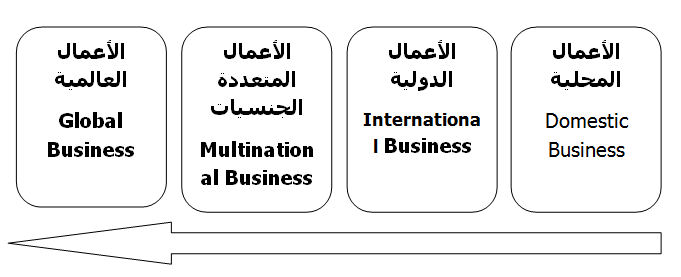 الأعمال
المحلية
Domestic
Business
الأعمال
الدولية
Internationa
l Business
الأعمال
المتعددة
الجنسيات
Multination
al Business
الأعمال
العالمية
Global
Business